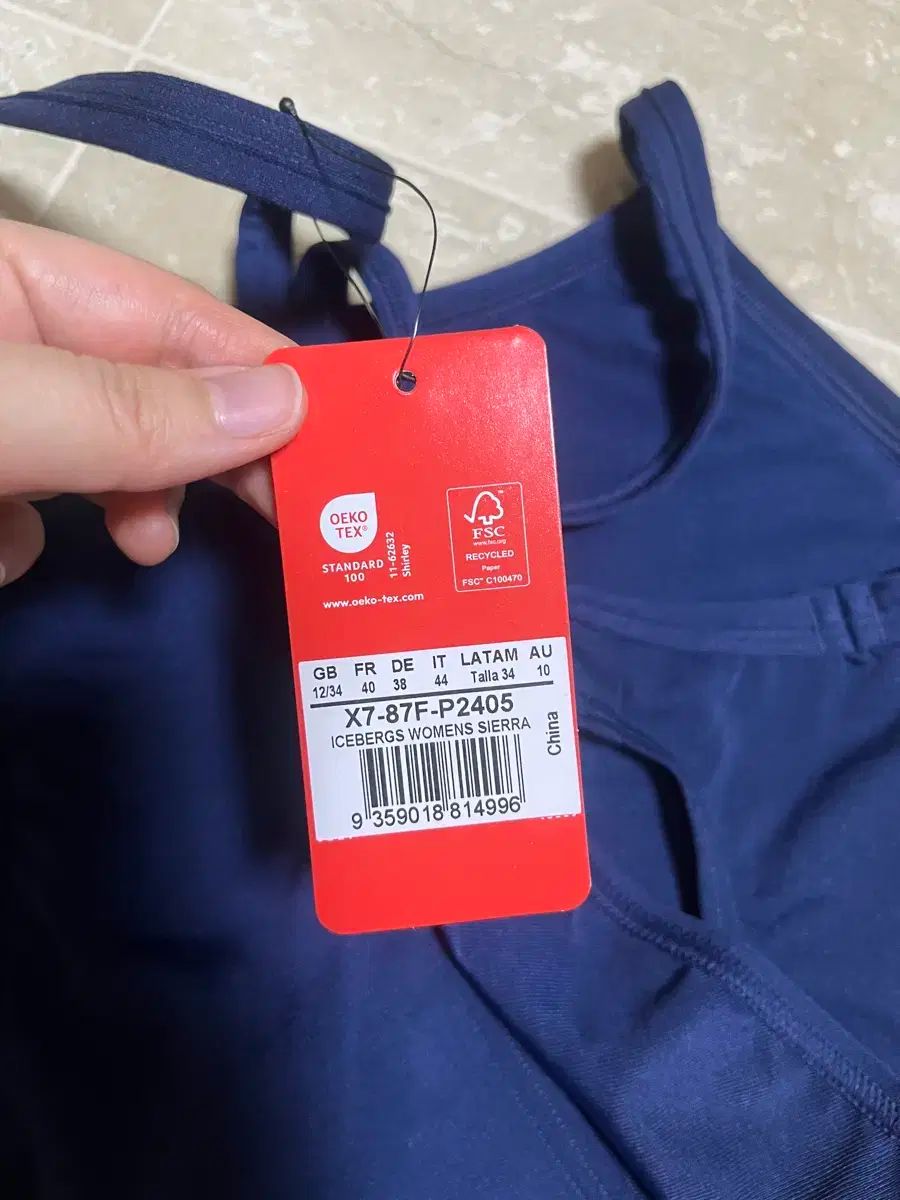 OEKO
TEX®
STANDARD
100
11-62632
Shirley
www.oeko-tex.com
FSC
www.fsc.org
RECYCLED
Paper
FSC™ C100470
GB FR DE IT LATAM AU
12/34 40 38 44 Talla 34 10
X7-87F-P2405
ICEBERGS WOMENS SIERRA
China
9 359018 814996